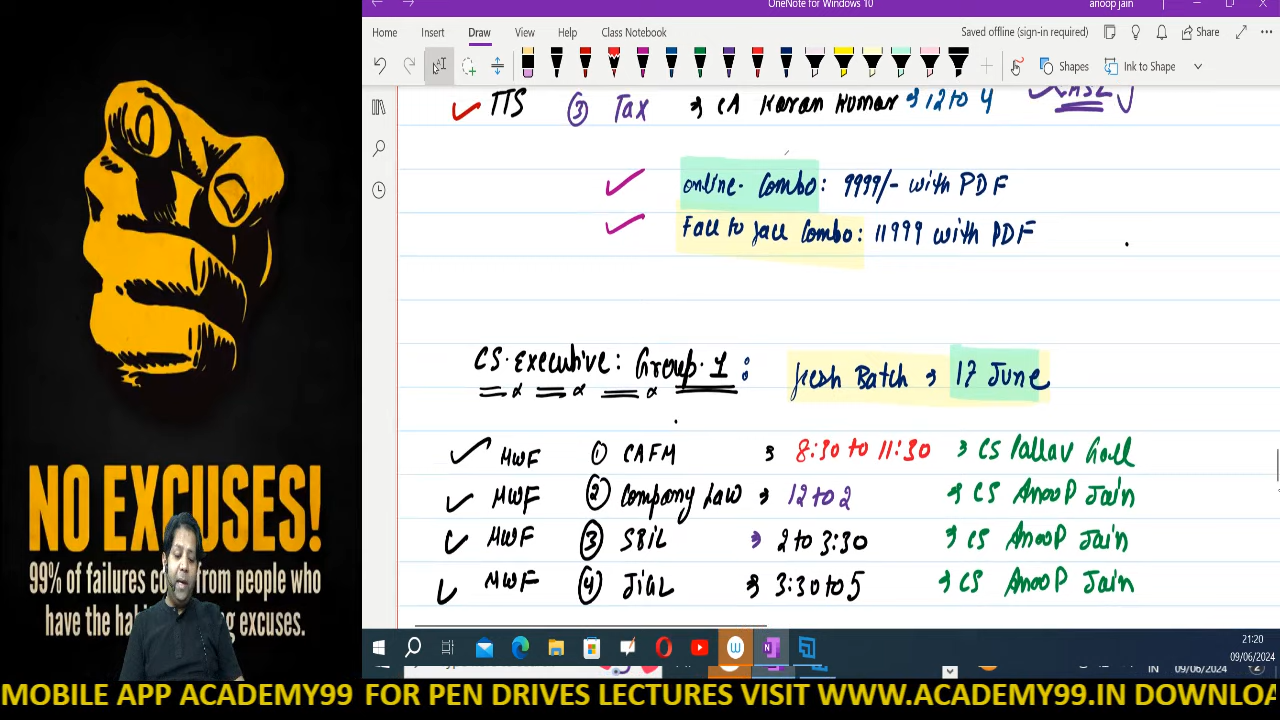 OneNote for Windows 10
anoop jain
Home Insert Draw View Help Class Notebook
Saved offline (sign-in required)
Share
Shapes
Ink to Shape
TTS ③ Tax → CA Karan Kumar → 12 to 4
online Combo: 9999/- with PDF
Face to face Combo: 11999 with PDF
CS Executive: Group 1:
fresh Batch → 17 June
MWF ① CAFM → 8:30 to 11:30 → CS Pallav
MWF ② Company Law → 12 to 2 → CS Anoop Jain
MWF ③ SBIL → 2 to 3:30 → CS Anoop Jain
MWF ④ JIGL → 3:30 to 5 → CS Anoop Jain
NO EXCUSES!
99% of failures from people who
have the excuses.
21:20
09/06/2024
IN 09/06/2024
MOBILE APP ACADEMY99 FOR PEN DRIVES LECTURES VISIT WWW.ACADEMY99.IN